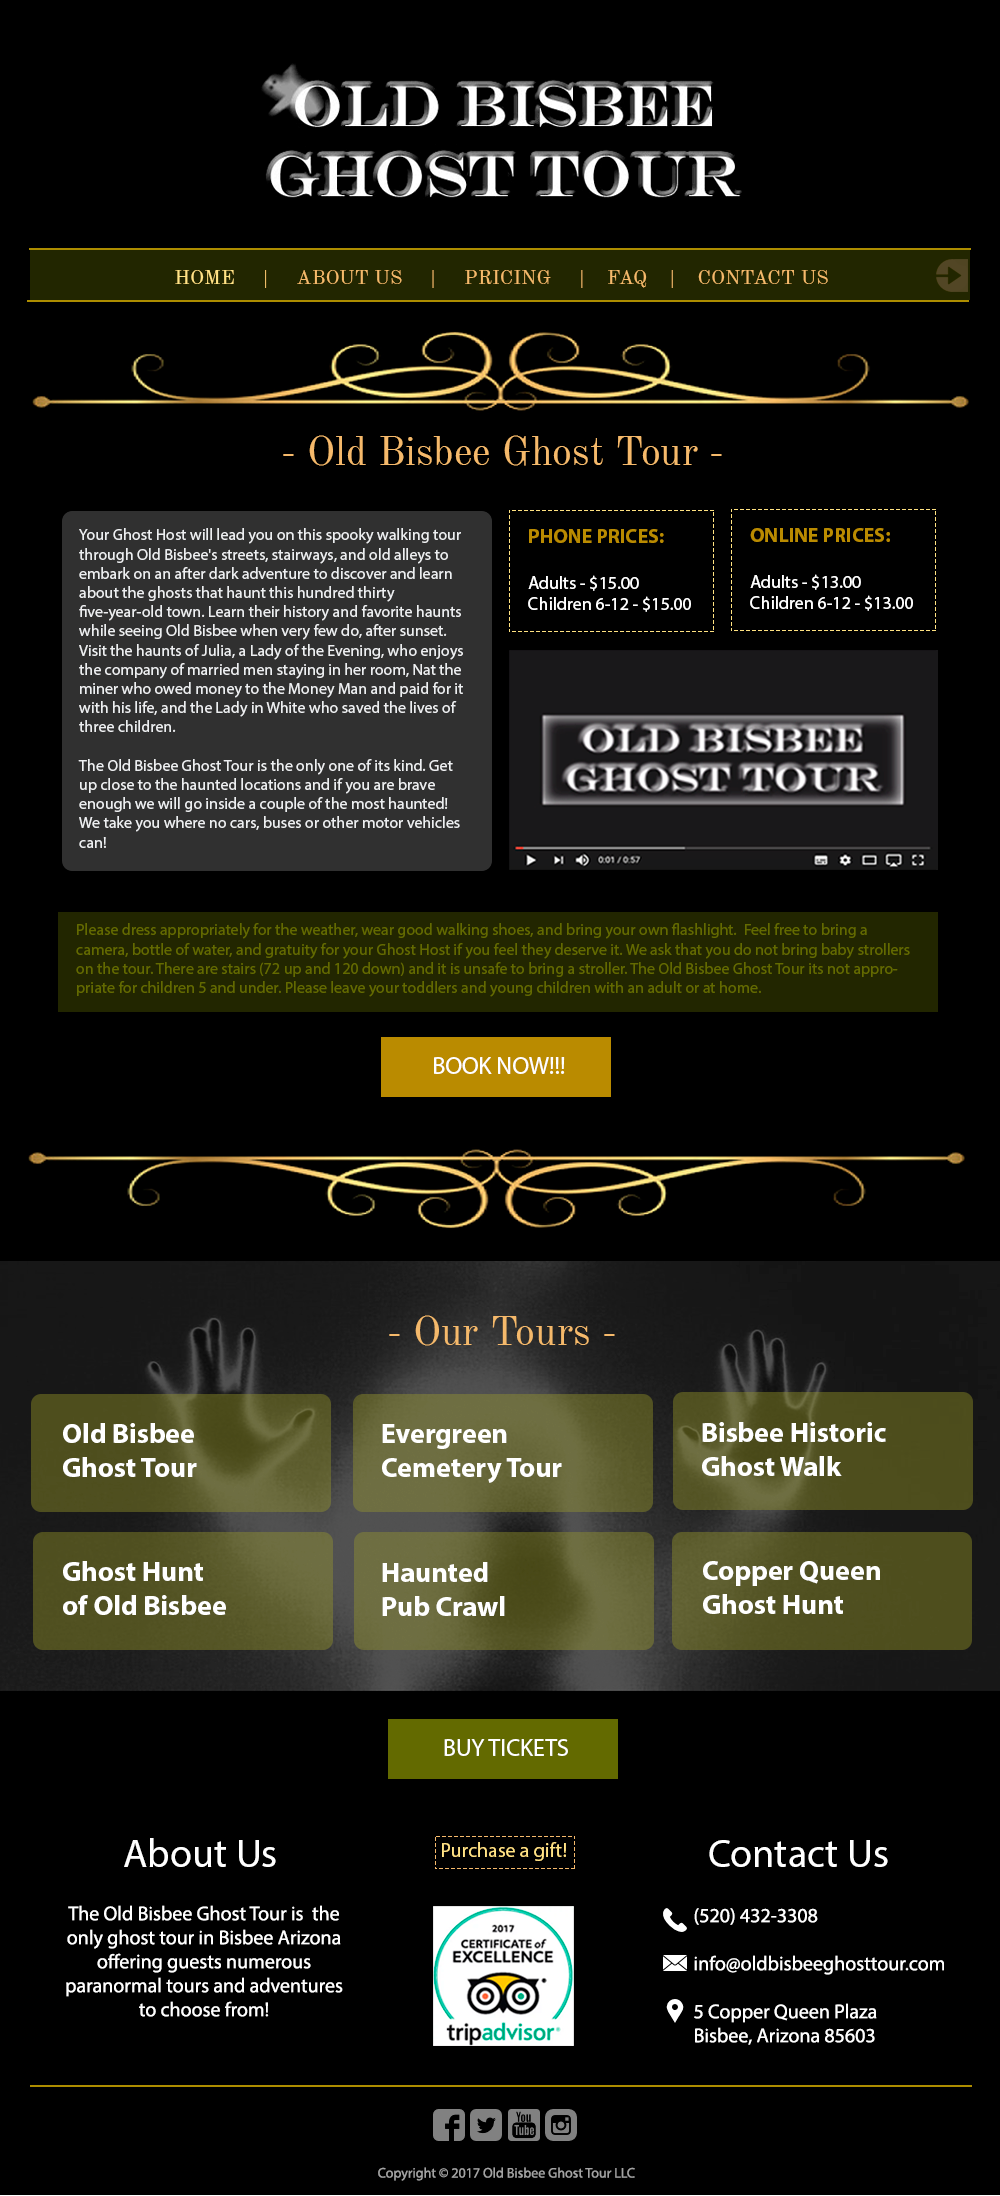 OLD BISBEE
GHOST TOUR
HOME | ABOUT US | PRICING | FAQ | CONTACT US
- Old Bisbee Ghost Tour -
Your Ghost Host will lead you on this spooky walking tour
through Old Bisbee's streets, stairways, and old alleys to
embark on an after dark adventure to discover and learn
about the ghosts that haunt this hundred thirty
five-year-old town. Learn their history and favorite haunts
while seeing Old Bisbee when very few do, after sunset.
Visit the haunts of Julia, a Lady of the Evening, who enjoys
the company of married men staying in her room, Nat the
miner who owed money to the Money Man and paid for it
with his life, and the Lady in White who saved the lives of
three children.
The Old Bisbee Ghost Tour is the only one of its kind. Get
up close to the haunted locations and if you are brave
enough we will go inside a couple of the most haunted!
We take you where no cars, buses or other motor vehicles
can!
PHONE PRICES:
Adults - $15.00
Children 6-12 - $15.00
ONLINE PRICES:
Adults - $13.00
Children 6-12 - $13.00
OLD BISBEE
GHOST TOUR
0:01 / 0:57
Please dress appropriately for the weather, wear good walking shoes, and bring your own flashlight.  Feel free to bring a
camera, bottle of water, and gratuity for your Ghost Host if you feel they deserve it. We ask that you do not bring baby strollers
on the tour. There are stairs (72 up and 120 down) and it is unsafe to bring a stroller. The Old Bisbee Ghost Tour its not appro-
priate for children 5 and under. Please leave your toddlers and young children with an adult or at home.
BOOK NOW!!!
- Our Tours -
Old Bisbee
Ghost Tour
Evergreen
Cemetery Tour
Bisbee Historic
Ghost Walk
Ghost Hunt
of Old Bisbee
Haunted
Pub Crawl
Copper Queen
Ghost Hunt
BUY TICKETS
About Us
The Old Bisbee Ghost Tour is  the
only ghost tour in Bisbee Arizona
offering guests numerous
paranormal tours and adventures
to choose from!
Purchase a gift!
2017
CERTIFICATE of
EXCELLENCE
tripadvisor®
Contact Us
(520) 432-3308
info@oldbisbeeghosttour.com
5 Copper Queen Plaza
Bisbee, Arizona 85603
You
Tube
Copyright © 2017 Old Bisbee Ghost Tour LLC